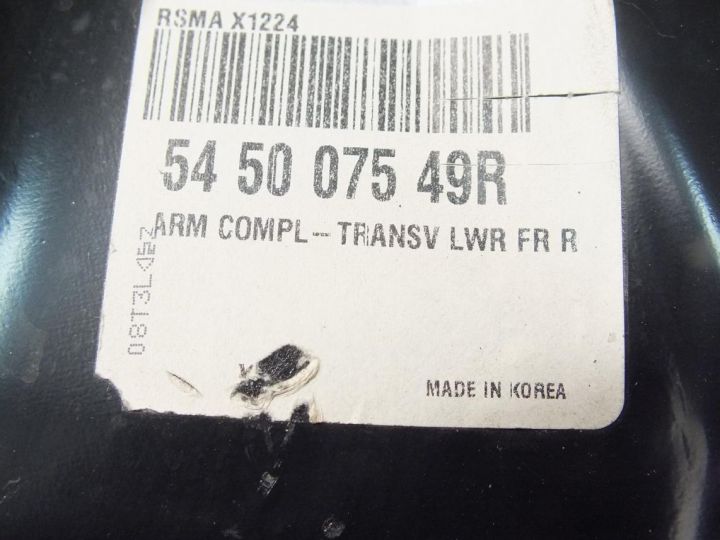 RSMA X1224
54 50 075 49R
ARM COMPL-TRANSV LWR FR R
MADE IN KOREA